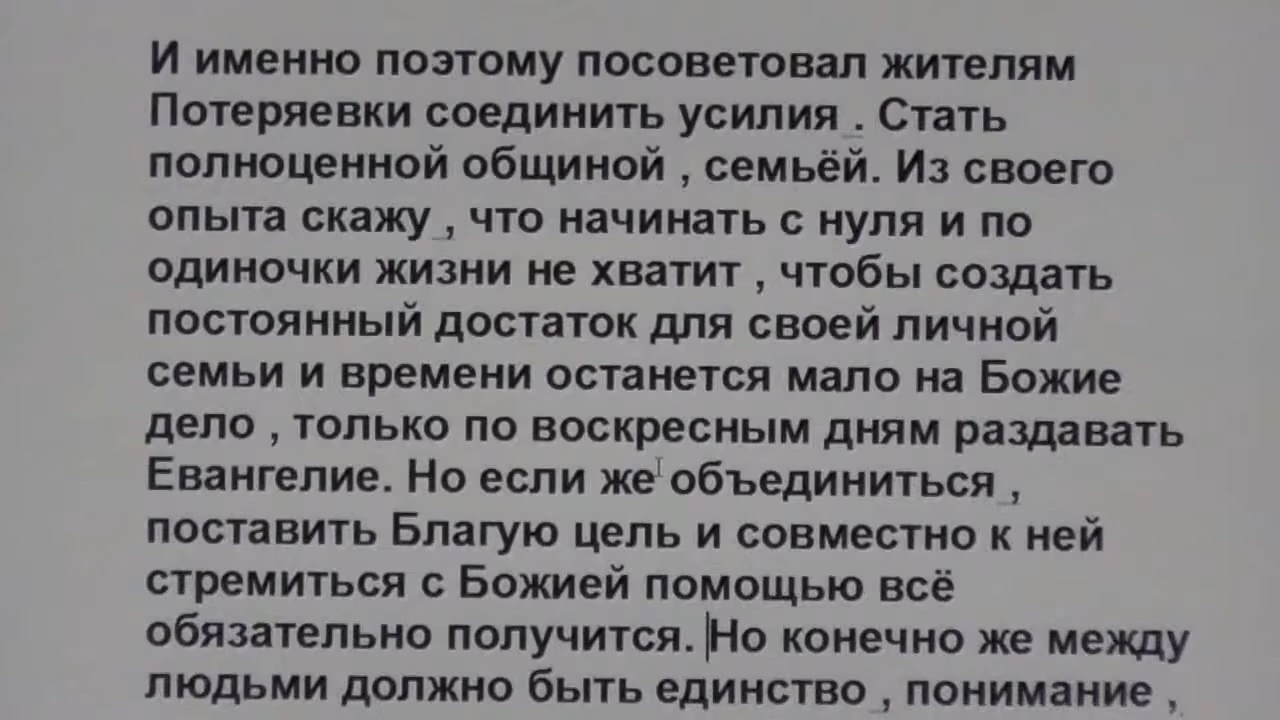 И именно поэтому посоветовал жителям
Потеряевки соединить усилия . Стать
полноценной общиной , семьёй. Из своего
опыта скажу , что начинать с нуля и по
одиночки жизни не хватит , чтобы создать
постоянный достаток для своей личной
семьи и времени останется мало на Божие
дело , только по воскресным дням раздавать
Евангелие. Но если же объединиться ,
поставить Благую цель и совместно к ней
стремиться с Божией помощью всё
обязательно получится. Но конечно же между
людьми должно быть единство , понимание ,